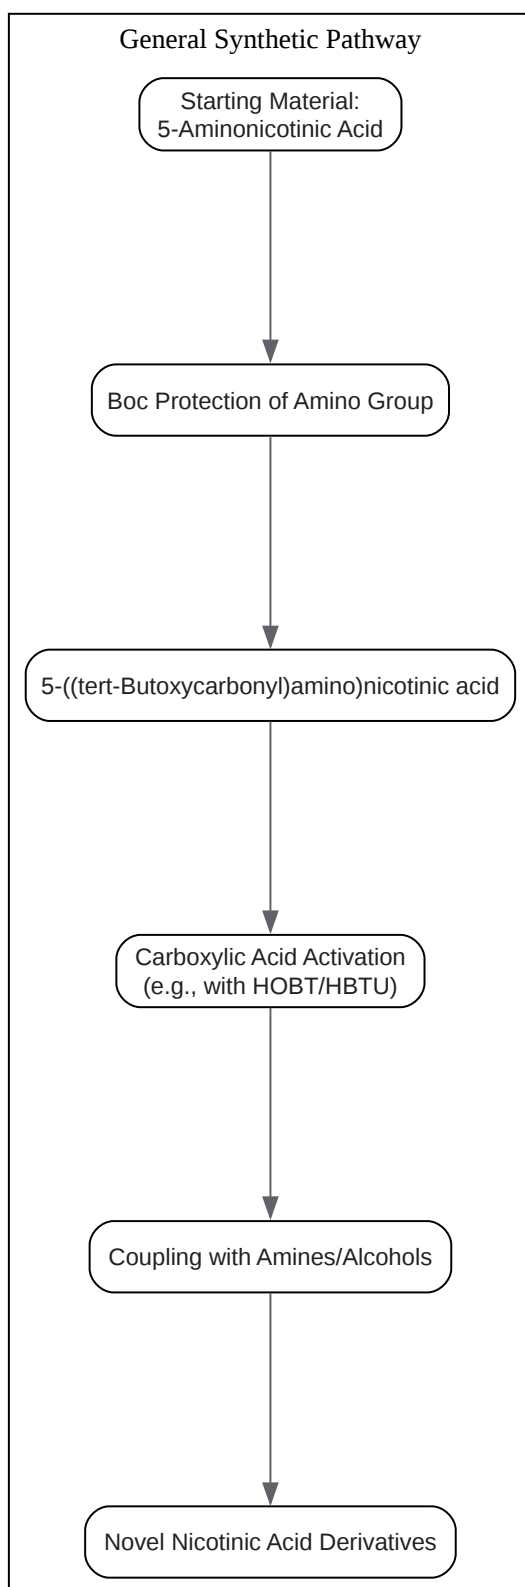 General Synthetic Pathway
Starting Material:
5-Aminonicotinic Acid
Boc Protection of Amino Group
5-((tert-Butoxycarbonyl)amino)nicotinic acid
Carboxylic Acid Activation
(e.g., with HOBT/HBTU)
Coupling with Amines/Alcohols
Novel Nicotinic Acid Derivatives